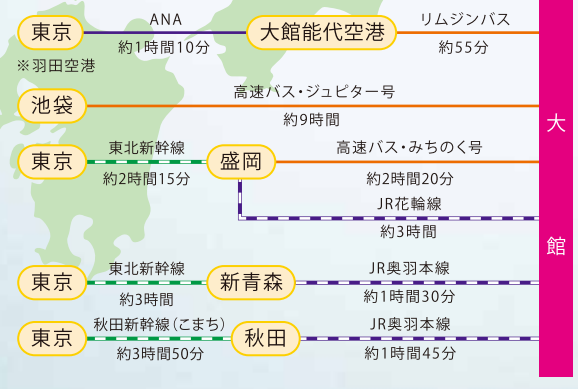 東京 ANA 大館能代空港 リムジンバス
約1時間10分 約55分
※羽田空港
池袋 高速バス・ジュピター号
約9時間
東京 東北新幹線 盛岡 高速バス・みちのく号
約2時間15分 約2時間20分
JR花輪線
約3時間
東京 東北新幹線 新青森 JR奥羽本線
約3時間 約1時間30分
東京 秋田新幹線(こまち) 秋田 JR奥羽本線
約3時間50分 約1時間45分
大館